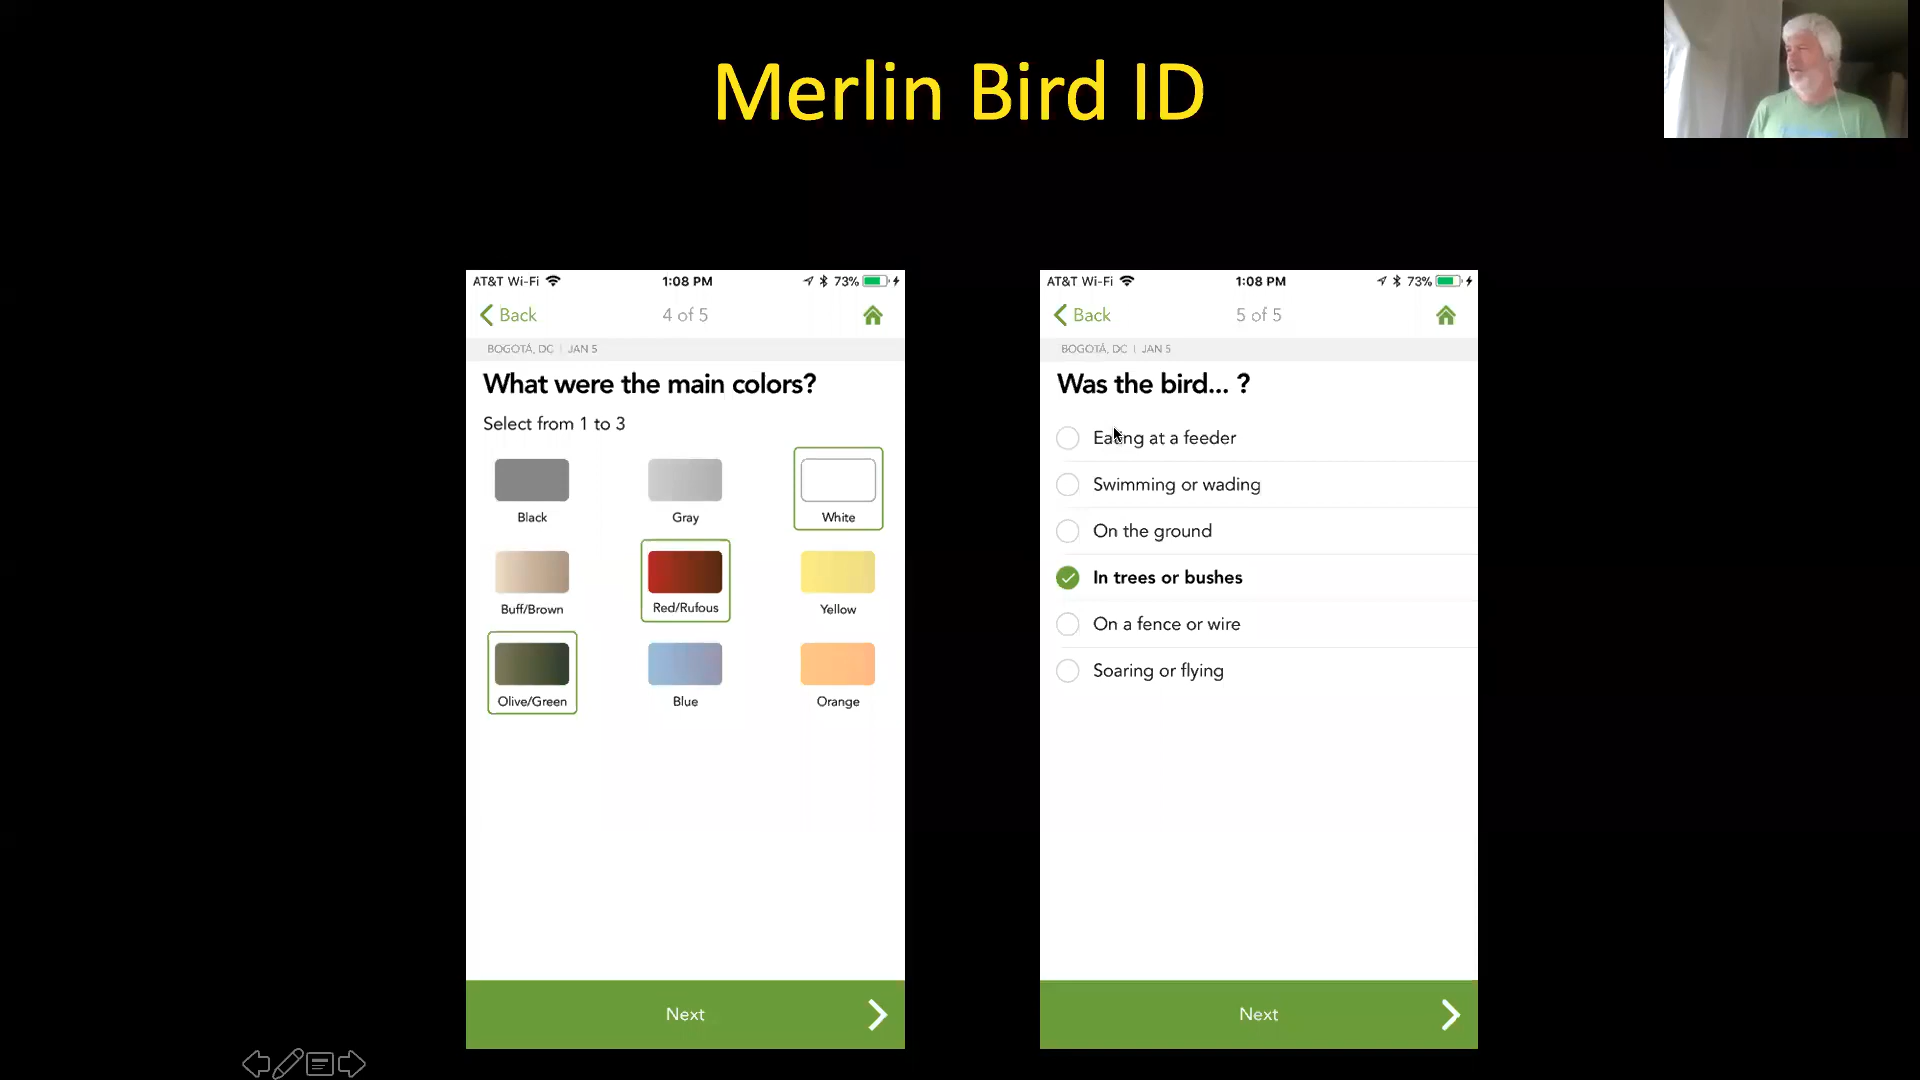 Merlin Bird ID
AT&T Wi-Fi 1:08 PM 73%
Back 4 of 5
BOGOTÁ, DC | JAN 5
What were the main colors?
Select from 1 to 3
Black Gray White
Buff/Brown Red/Rufous Yellow
Olive/Green Blue Orange
Next
AT&T Wi-Fi 1:08 PM 73%
Back 5 of 5
BOGOTÁ, DC | JAN 5
Was the bird... ?
Eating at a feeder
Swimming or wading
On the ground
In trees or bushes
On a fence or wire
Soaring or flying
Next